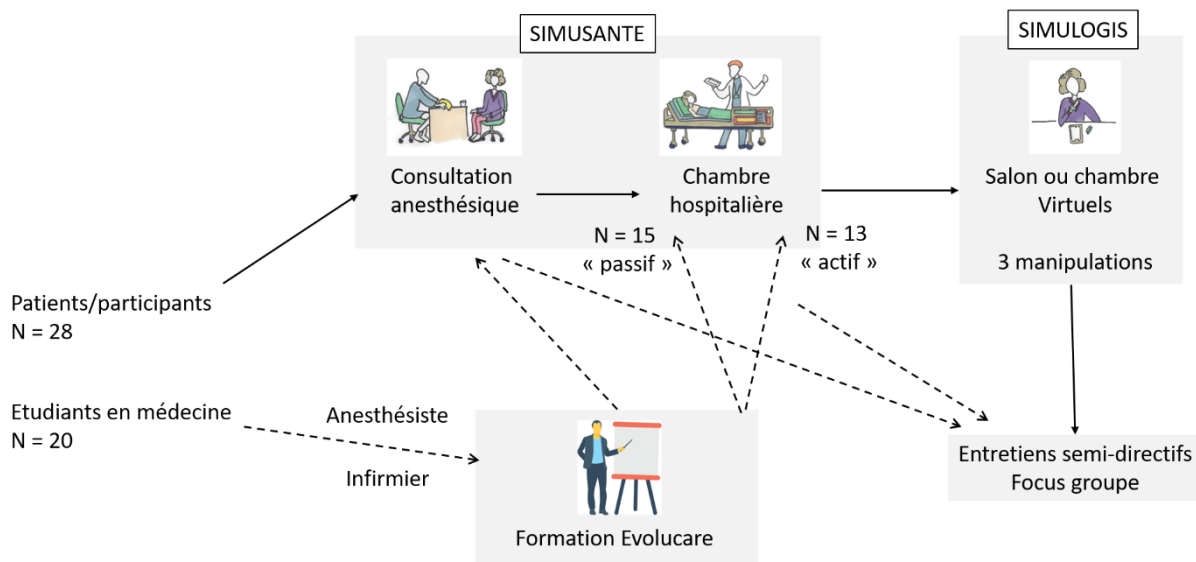 SIMUSANTE
SIMULOGIS
Consultation
anesthésique
Chambre
hospitalière
Salon ou chambre
Virtuels
N = 15
« passif »
N = 13
« actif »
3 manipulations
Patients/participants
N = 28
Etudiants en médecine
N = 20
Anesthésiste
Infirmier
Formation Evolucare
Entretiens semi-directifs
Focus groupe